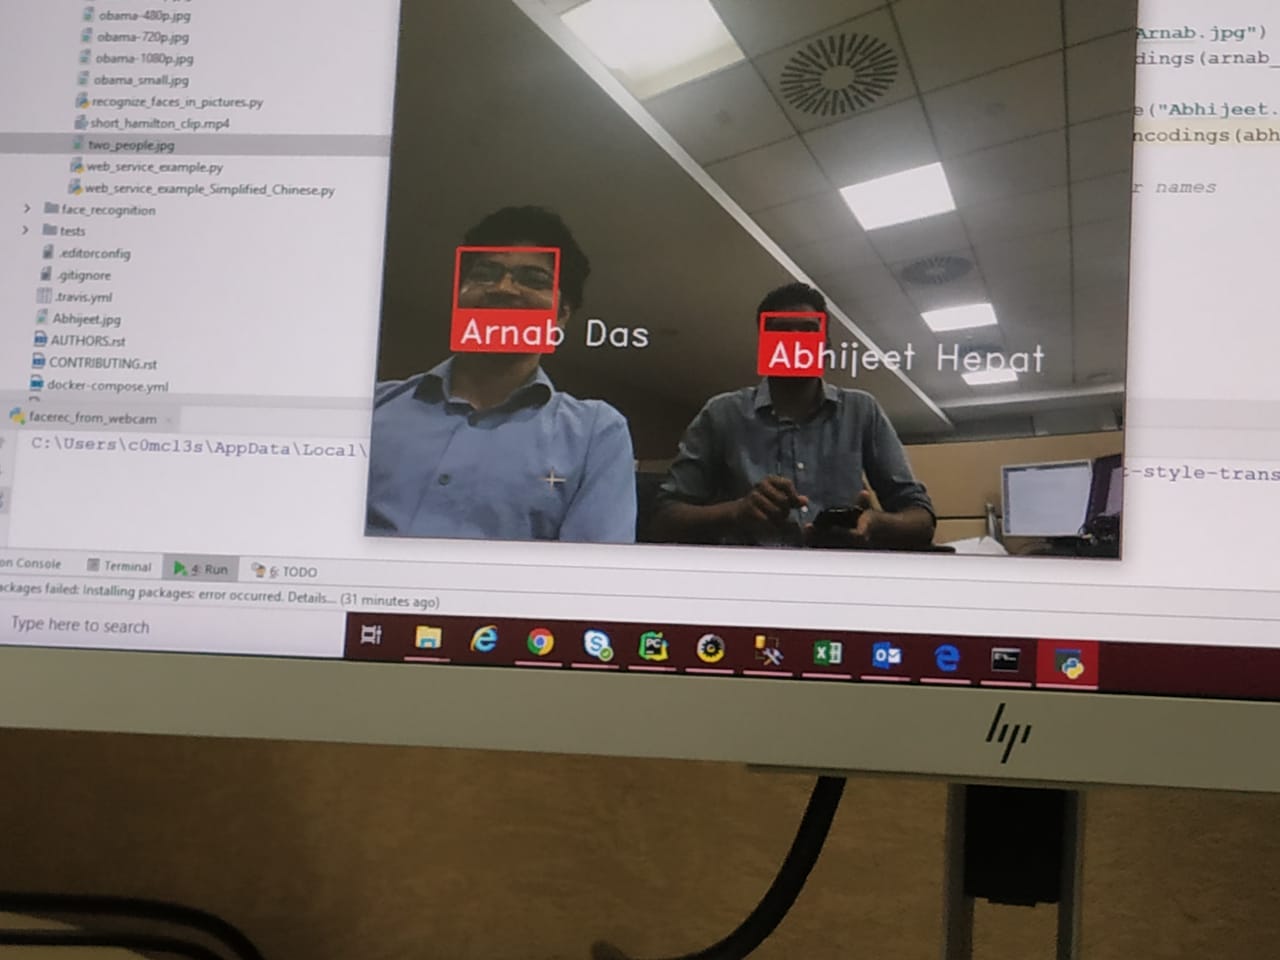 obama-480p.jpg
obama-720p.jpg
obama-1080p.jpg
obama_small.jpg
recognize_faces_in_pictures.py
short_hamilton_clip.mp4
two_people.jpg
web_service_example.py
web_service_example_Simplified_Chinese.py
face_recognition
tests
.editorconfig
.gitignore
.travis.yml
Abhijeet.jpg
AUTHORS.rst
CONTRIBUTING.rst
docker-compose.yml
Arnab.jpg")
dings(arnab_
e("Abhijeet.
ncodings(abh
r names
Arnab Das
Abhijeet Hepat
facerec_from_webcam
C:\Users\c0mcl3s\AppData\Local\
t-style-trans
on Console
Terminal
4: Run
6: TODO
ackages failed: Installing packages: error occurred. Details... (31 minutes ago)
Type here to search
PC
hp